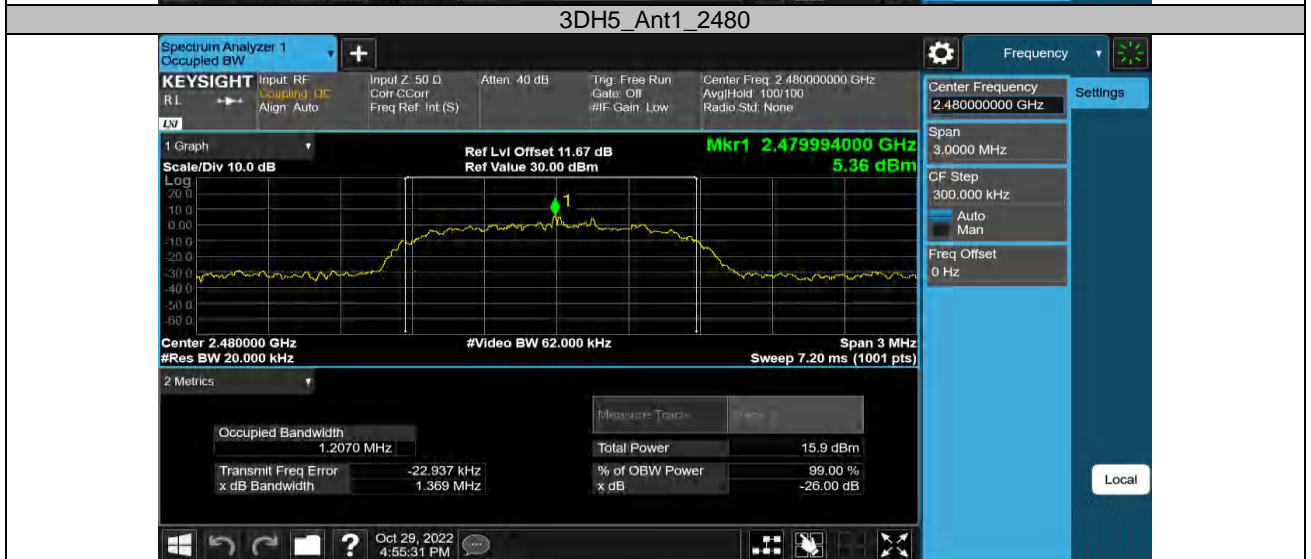 3DH5_Ant1_2480
Spectrum Analyzer 1
Occupied BW
+
Frequency
KEYSIGHT
RL
LXI
Input: RF
Coupling: DC
Align: Auto
Input Z: 50 Ω
Corr CCorr
Freq Ref: Int (S)
Atten: 40 dB
Trig: Free Run
Gate: Off
#IF Gain: Low
Center Freq: 2.480000000 GHz
Avg|Hold: 100/100
Radio Std: None
Center Frequency
2.480000000 GHz
Settings
Span
3.0000 MHz
CF Step
300.000 kHz
Auto
Man
Freq Offset
0 Hz
1 Graph
Scale/Div 10.0 dB
Ref Lvl Offset 11.67 dB
Ref Value 30.00 dBm
Mkr1 2.479994000 GHz
5.36 dBm
Log
20.0
10.0
0.00
-10.0
-20.0
-30.0
-40.0
-50.0
-60.0
1
Center 2.480000 GHz
#Res BW 20.000 kHz
#Video BW 62.000 kHz
Span 3 MHz
Sweep 7.20 ms (1001 pts)
2 Metrics
Measure Trace
Occupied Bandwidth
1.2070 MHz
Total Power 15.9 dBm
Transmit Freq Error -22.937 kHz
% of OBW Power 99.00 %
x dB Bandwidth 1.369 MHz
x dB -26.00 dB
Local
?
Oct 29, 2022
4:55:31 PM